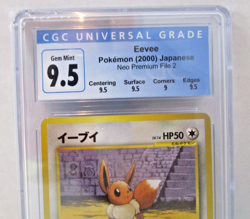 CGC UNIVERSAL GRADE
Gem Mint
9.5
Eevee
Pokémon (2000) Japanese
Neo Premium File 2
Centering Surface Corners Edges
9.5 9.5 9 9.5
イーブイ
HP50